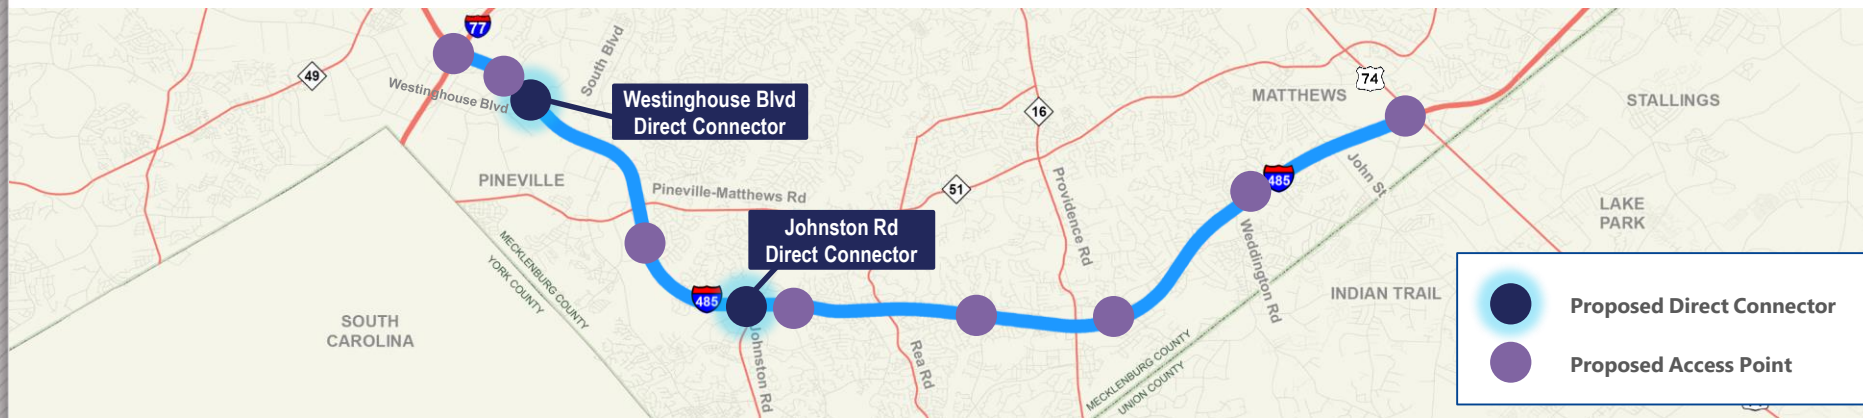 77
49
South Blvd
Westinghouse Blvd
Westinghouse Blvd
Direct Connector
16
MATTHEWS
74
STALLINGS
PINEVILLE
Pineville-Matthews Rd
51
Providence Rd
485
John St
LAKE
PARK
Johnston Rd
Direct Connector
MECKLENBURG COUNTY
YORK COUNTY
Weddington Rd
485
INDIAN TRAIL
SOUTH
CAROLINA
Johnston Rd
Rea Rd
MECKLENBURG COUNTY
UNION COUNTY
Proposed Direct Connector
Proposed Access Point